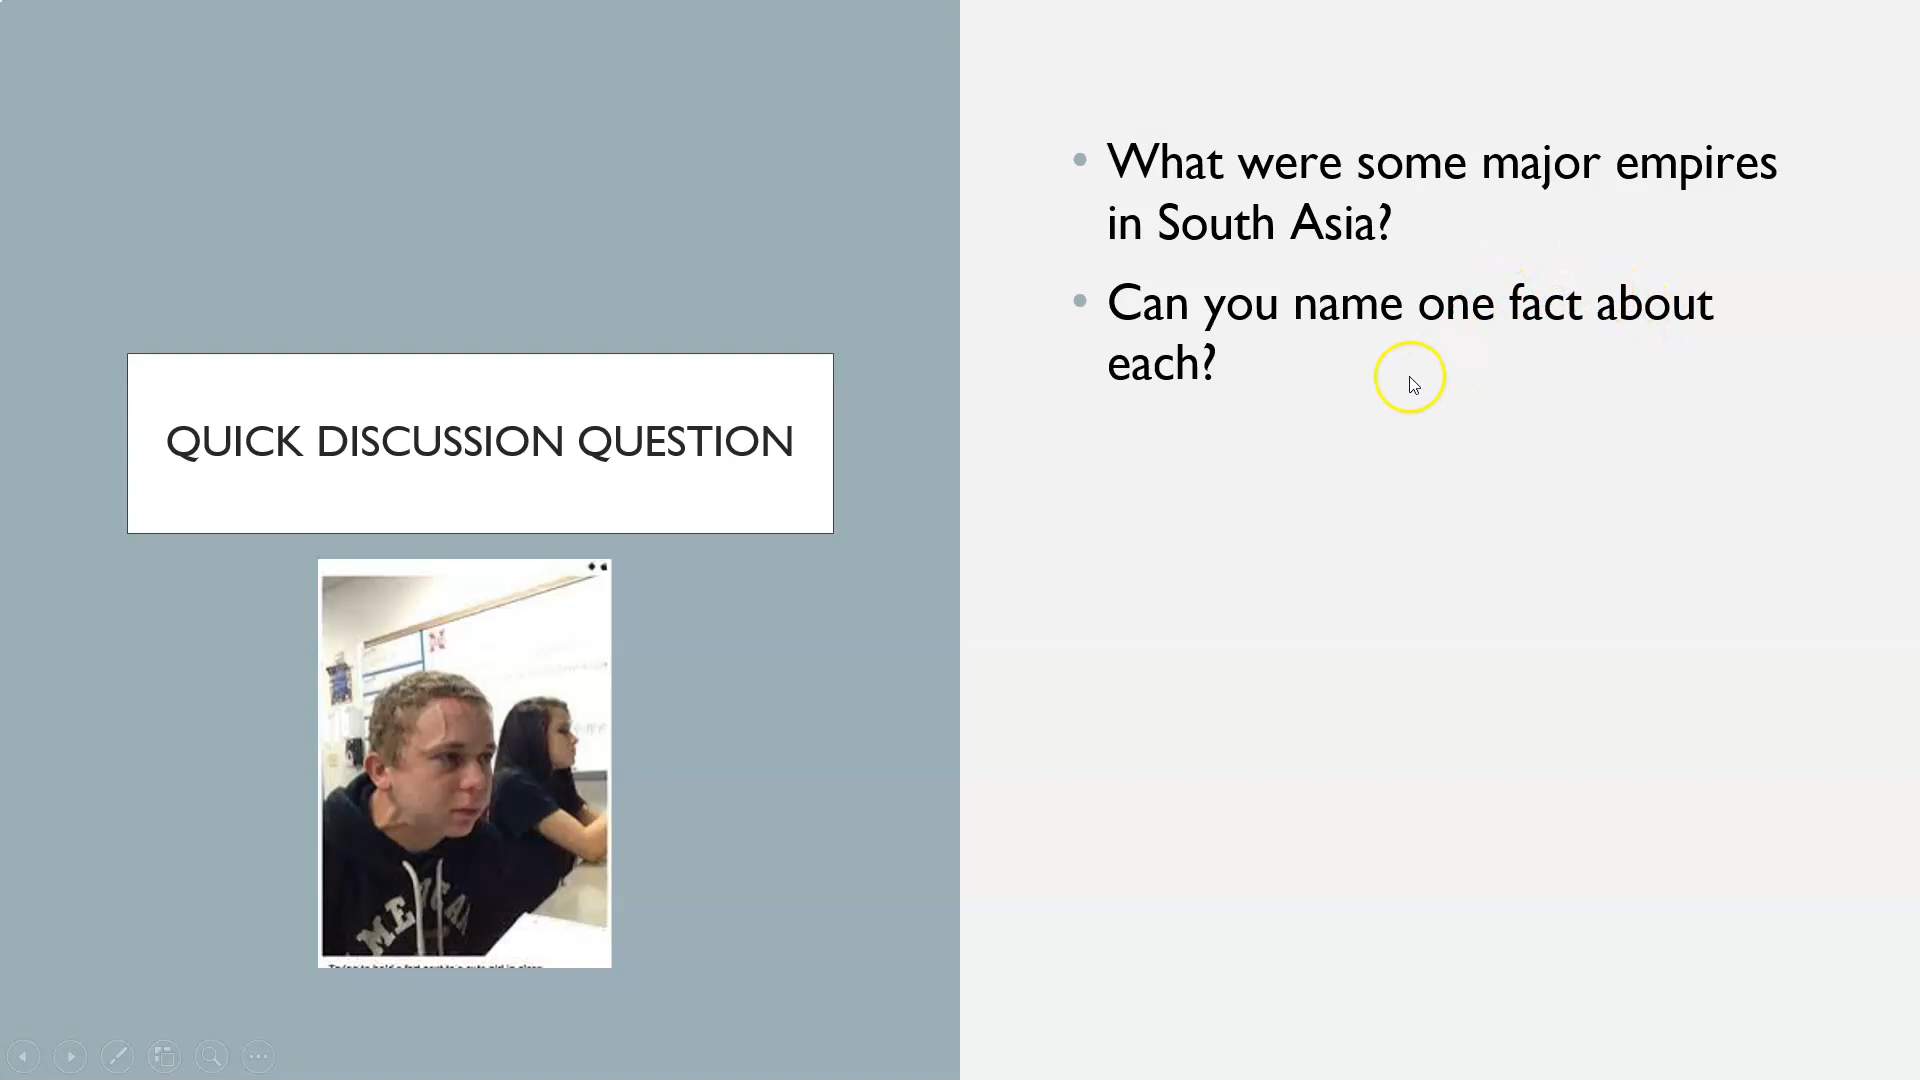 What were some major empires
in South Asia?
Can you name one fact about
each?
QUICK DISCUSSION QUESTION